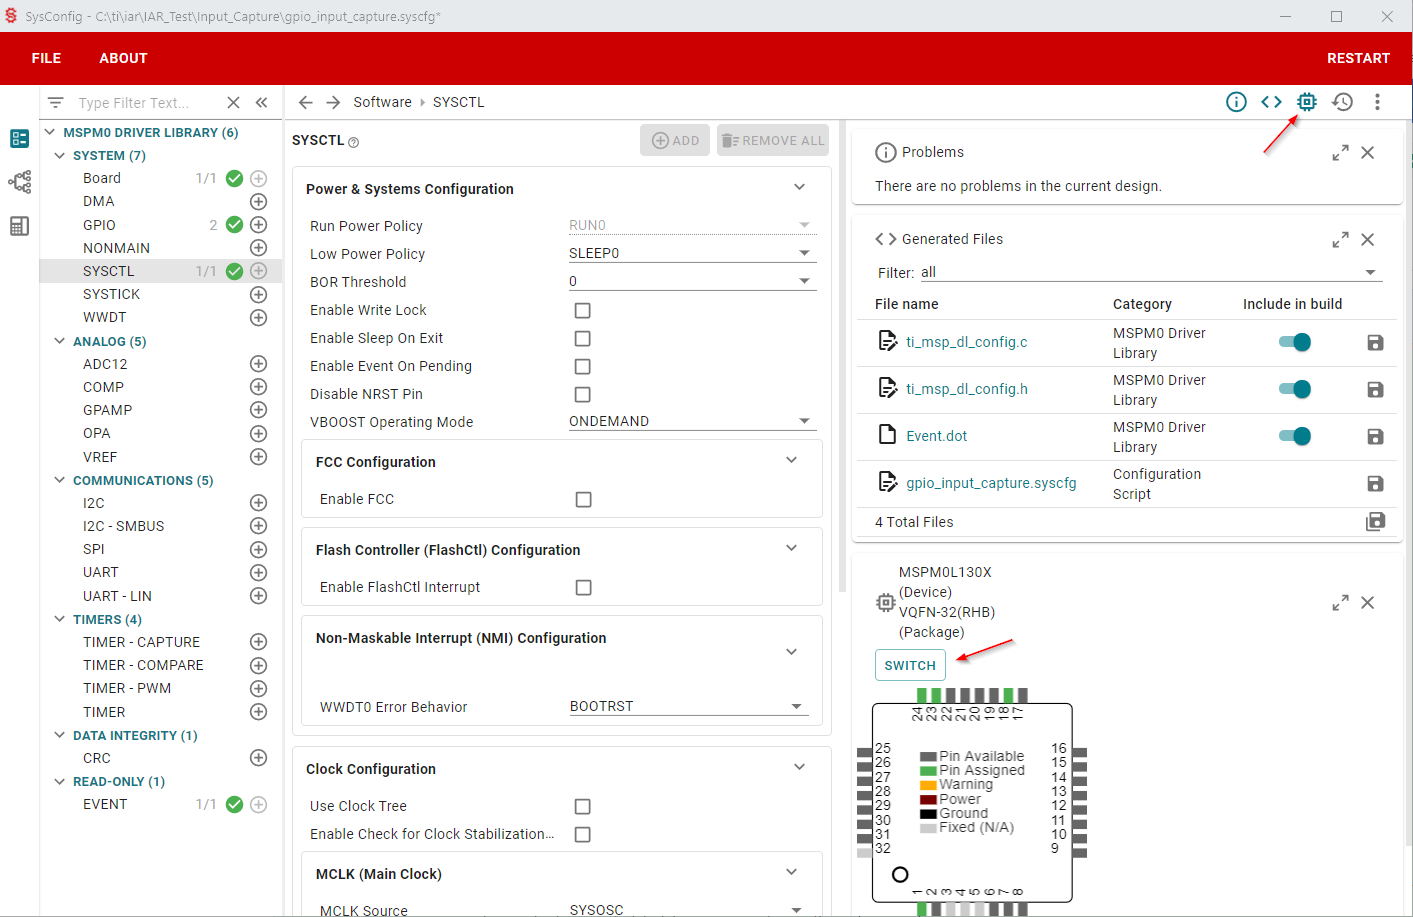 SysConfig - C:\ti\iar\IAR_Test\Input_Capture\gpio_input_capture.syscfg*
FILE ABOUT RESTART
Type Filter Text...
Software SYSCTL
MSPM0 DRIVER LIBRARY (6)
SYSTEM (7)
Board 1/1
DMA
GPIO 2
NONMAIN
SYSCTL 1/1
SYSTICK
WWDT
ANALOG (5)
ADC12
COMP
GPAMP
OPA
VREF
COMMUNICATIONS (5)
I2C
I2C - SMBUS
SPI
UART
UART - LIN
TIMERS (4)
TIMER - CAPTURE
TIMER - COMPARE
TIMER - PWM
TIMER
DATA INTEGRITY (1)
CRC
READ-ONLY (1)
EVENT 1/1
SYSCTL ADD REMOVE ALL
Power & Systems Configuration
Run Power Policy RUN0
Low Power Policy SLEEP0
BOR Threshold 0
Enable Write Lock
Enable Sleep On Exit
Enable Event On Pending
Disable NRST Pin
VBOOST Operating Mode ONDEMAND
FCC Configuration
Enable FCC
Flash Controller (FlashCtl) Configuration
Enable FlashCtl Interrupt
Non-Maskable Interrupt (NMI) Configuration
WWDT0 Error Behavior BOOTRST
Clock Configuration
Use Clock Tree
Enable Check for Clock Stabilization...
MCLK (Main Clock)
MCLK Source SYSOSC
Problems
There are no problems in the current design.
Generated Files
Filter: all
File name Category Include in build
ti_msp_dl_config.c MSPM0 Driver Library
ti_msp_dl_config.h MSPM0 Driver Library
Event.dot MSPM0 Driver Library
gpio_input_capture.syscfg Configuration Script
4 Total Files
MSPM0L130X
(Device)
VQFN-32(RHB)
(Package)
SWITCH
24 23 22 21 20 19 18 17
25 16
26 15
27 14
28 13
29 12
30 11
31 10
32 9
Pin Available
Pin Assigned
Warning
Power
Ground
Fixed (N/A)
1 2 3 4 5 6 7 8